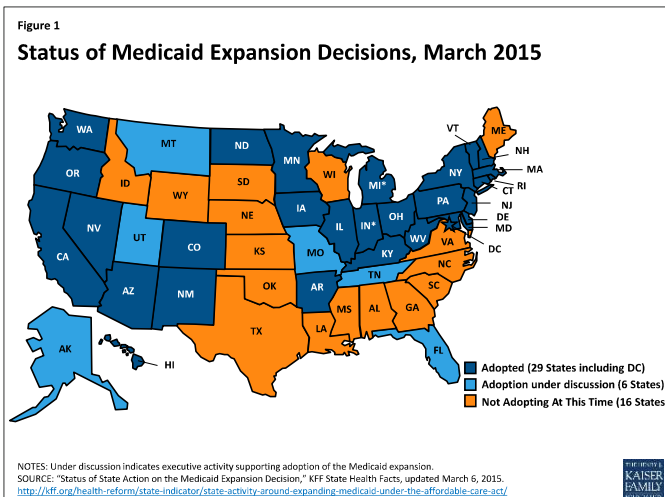 Figure 1
Status of Medicaid Expansion Decisions, March 2015
WA
MT
ND
MN
VT
ME
NH
OR
ID
SD
WI
MI*
NY
MA
WY
RI
CT
IA
PA
NJ
NE
OH
DE
NV
IL
IN*
MD
UT
CO
WV
VA
DC
CA
KS
MO
KY
NC
TN
AZ
NM
OK
AR
SC
MS
AL
GA
TX
LA
AK
HI
FL
Adopted (29 States including DC)
Adoption under discussion (6 States)
Not Adopting At This Time (16 States
NOTES: Under discussion indicates executive activity supporting adoption of the Medicaid expansion.
SOURCE: "Status of State Action on the Medicaid Expansion Decision," KFF State Health Facts, updated March 6, 2015.
http://kff.org/health-reform/state-indicator/state-activity-around-expanding-medicaid-under-the-affordable-care-act/
THE HENRY J.
KAISER
FAMILY